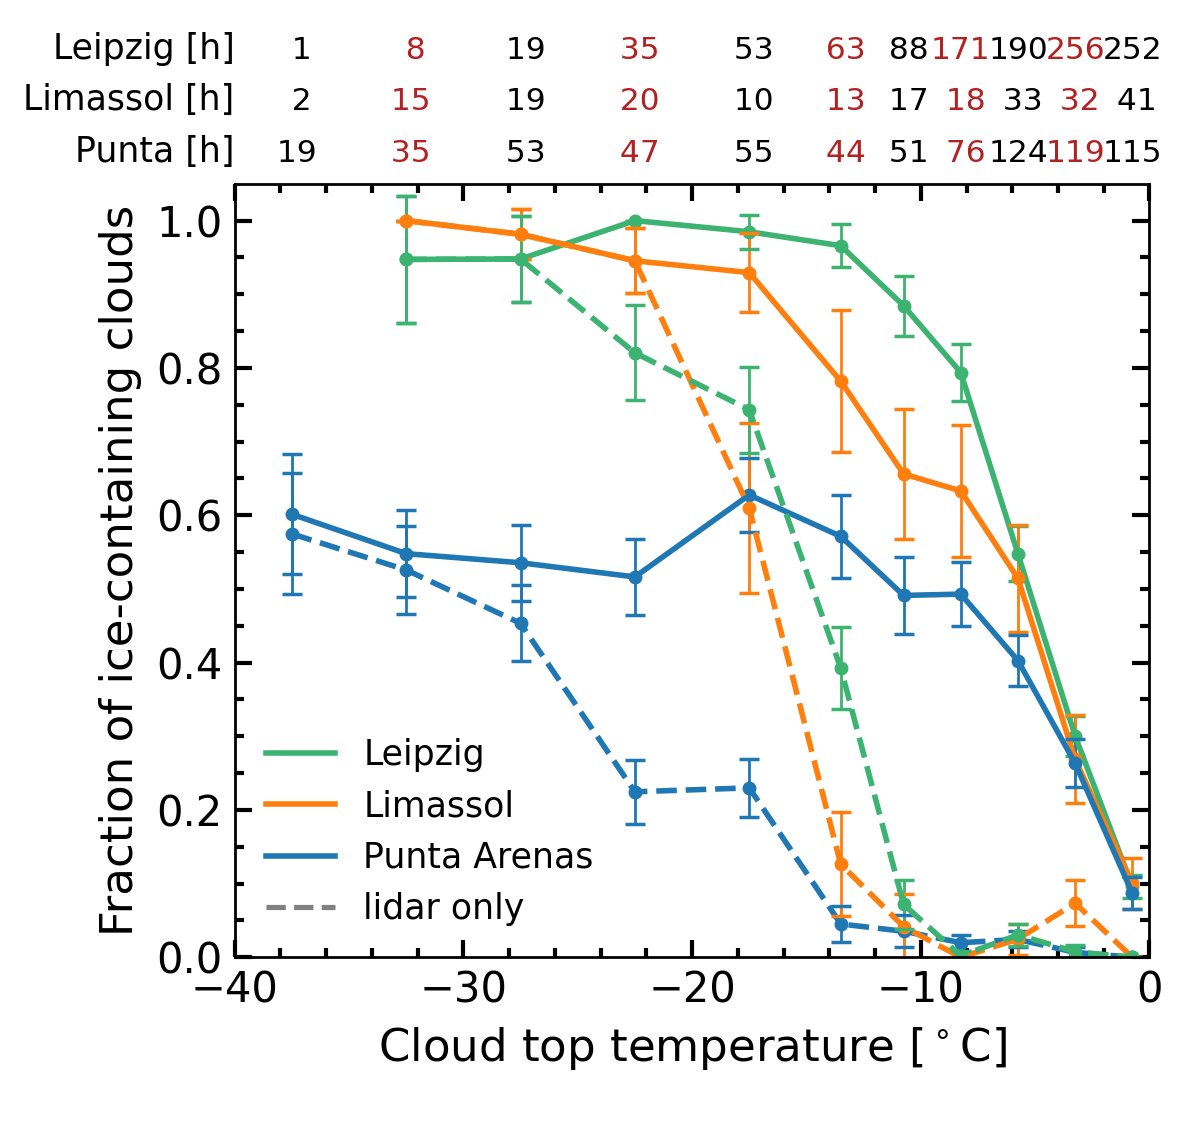 Leipzig [h] 1 8 19 35 53 63 88 171 190 256 252
Limassol [h] 2 15 19 20 10 13 17 18 33 32 41
Punta [h] 19 35 53 47 55 44 51 76 124 119 115
Fraction of ice-containing clouds
1.0
0.8
0.6
0.4
0.2
0.0
Leipzig
Limassol
Punta Arenas
lidar only
−40 −30 −20 −10 0
Cloud top temperature [°C]